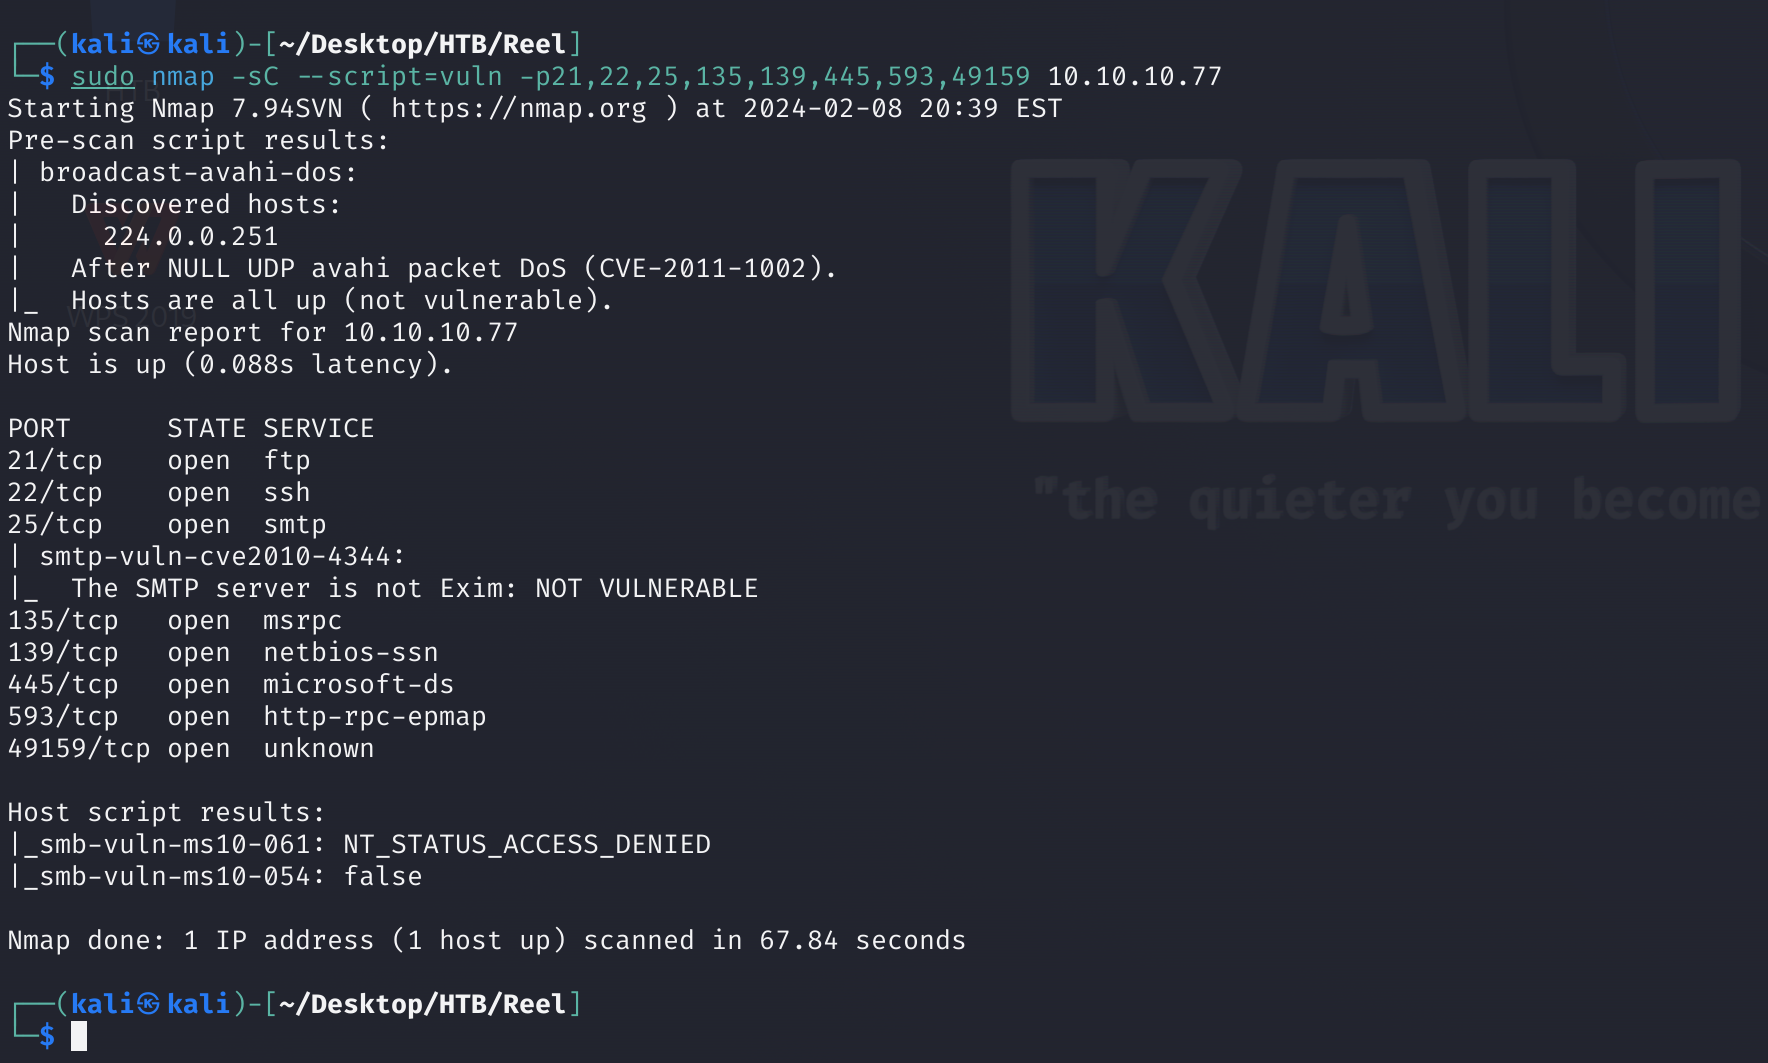 ┌──(kali㉿kali)-[~/Desktop/HTB/Reel]
└─$ sudo nmap -sC --script=vuln -p21,22,25,135,139,445,593,49159 10.10.10.77
Starting Nmap 7.94SVN ( https://nmap.org ) at 2024-02-08 20:39 EST
Pre-scan script results:
| broadcast-avahi-dos:
|   Discovered hosts:
|     224.0.0.251
|   After NULL UDP avahi packet DoS (CVE-2011-1002).
|_  Hosts are all up (not vulnerable).
Nmap scan report for 10.10.10.77
Host is up (0.088s latency).
PORT      STATE SERVICE
21/tcp    open  ftp
22/tcp    open  ssh
25/tcp    open  smtp
| smtp-vuln-cve2010-4344:
|_  The SMTP server is not Exim: NOT VULNERABLE
135/tcp   open  msrpc
139/tcp   open  netbios-ssn
445/tcp   open  microsoft-ds
593/tcp   open  http-rpc-epmap
49159/tcp open  unknown
Host script results:
|_smb-vuln-ms10-061: NT_STATUS_ACCESS_DENIED
|_smb-vuln-ms10-054: false
Nmap done: 1 IP address (1 host up) scanned in 67.84 seconds
┌──(kali㉿kali)-[~/Desktop/HTB/Reel]
└─$
HTB
WPS 2019
KALI
"the quieter you become